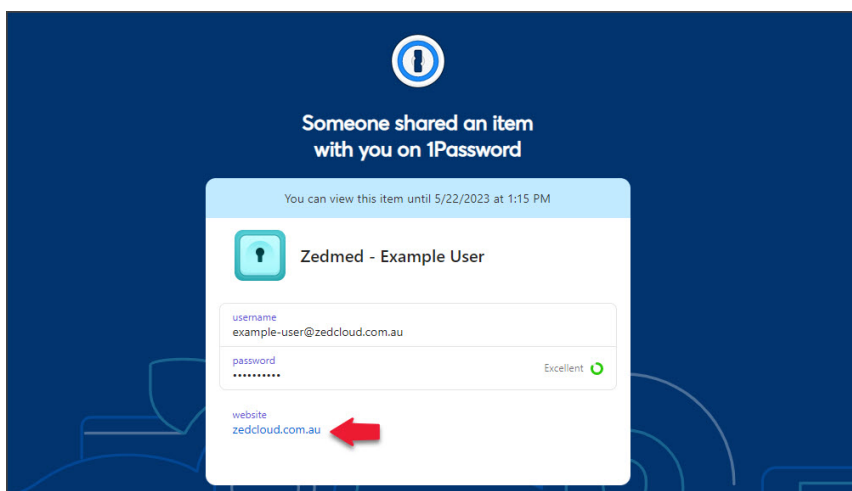 Someone shared an item
with you on 1Password
You can view this item until 5/22/2023 at 1:15 PM
Zedmed - Example User
username
example-user@zedcloud.com.au
password
•••••••••• Excellent
website
zedcloud.com.au